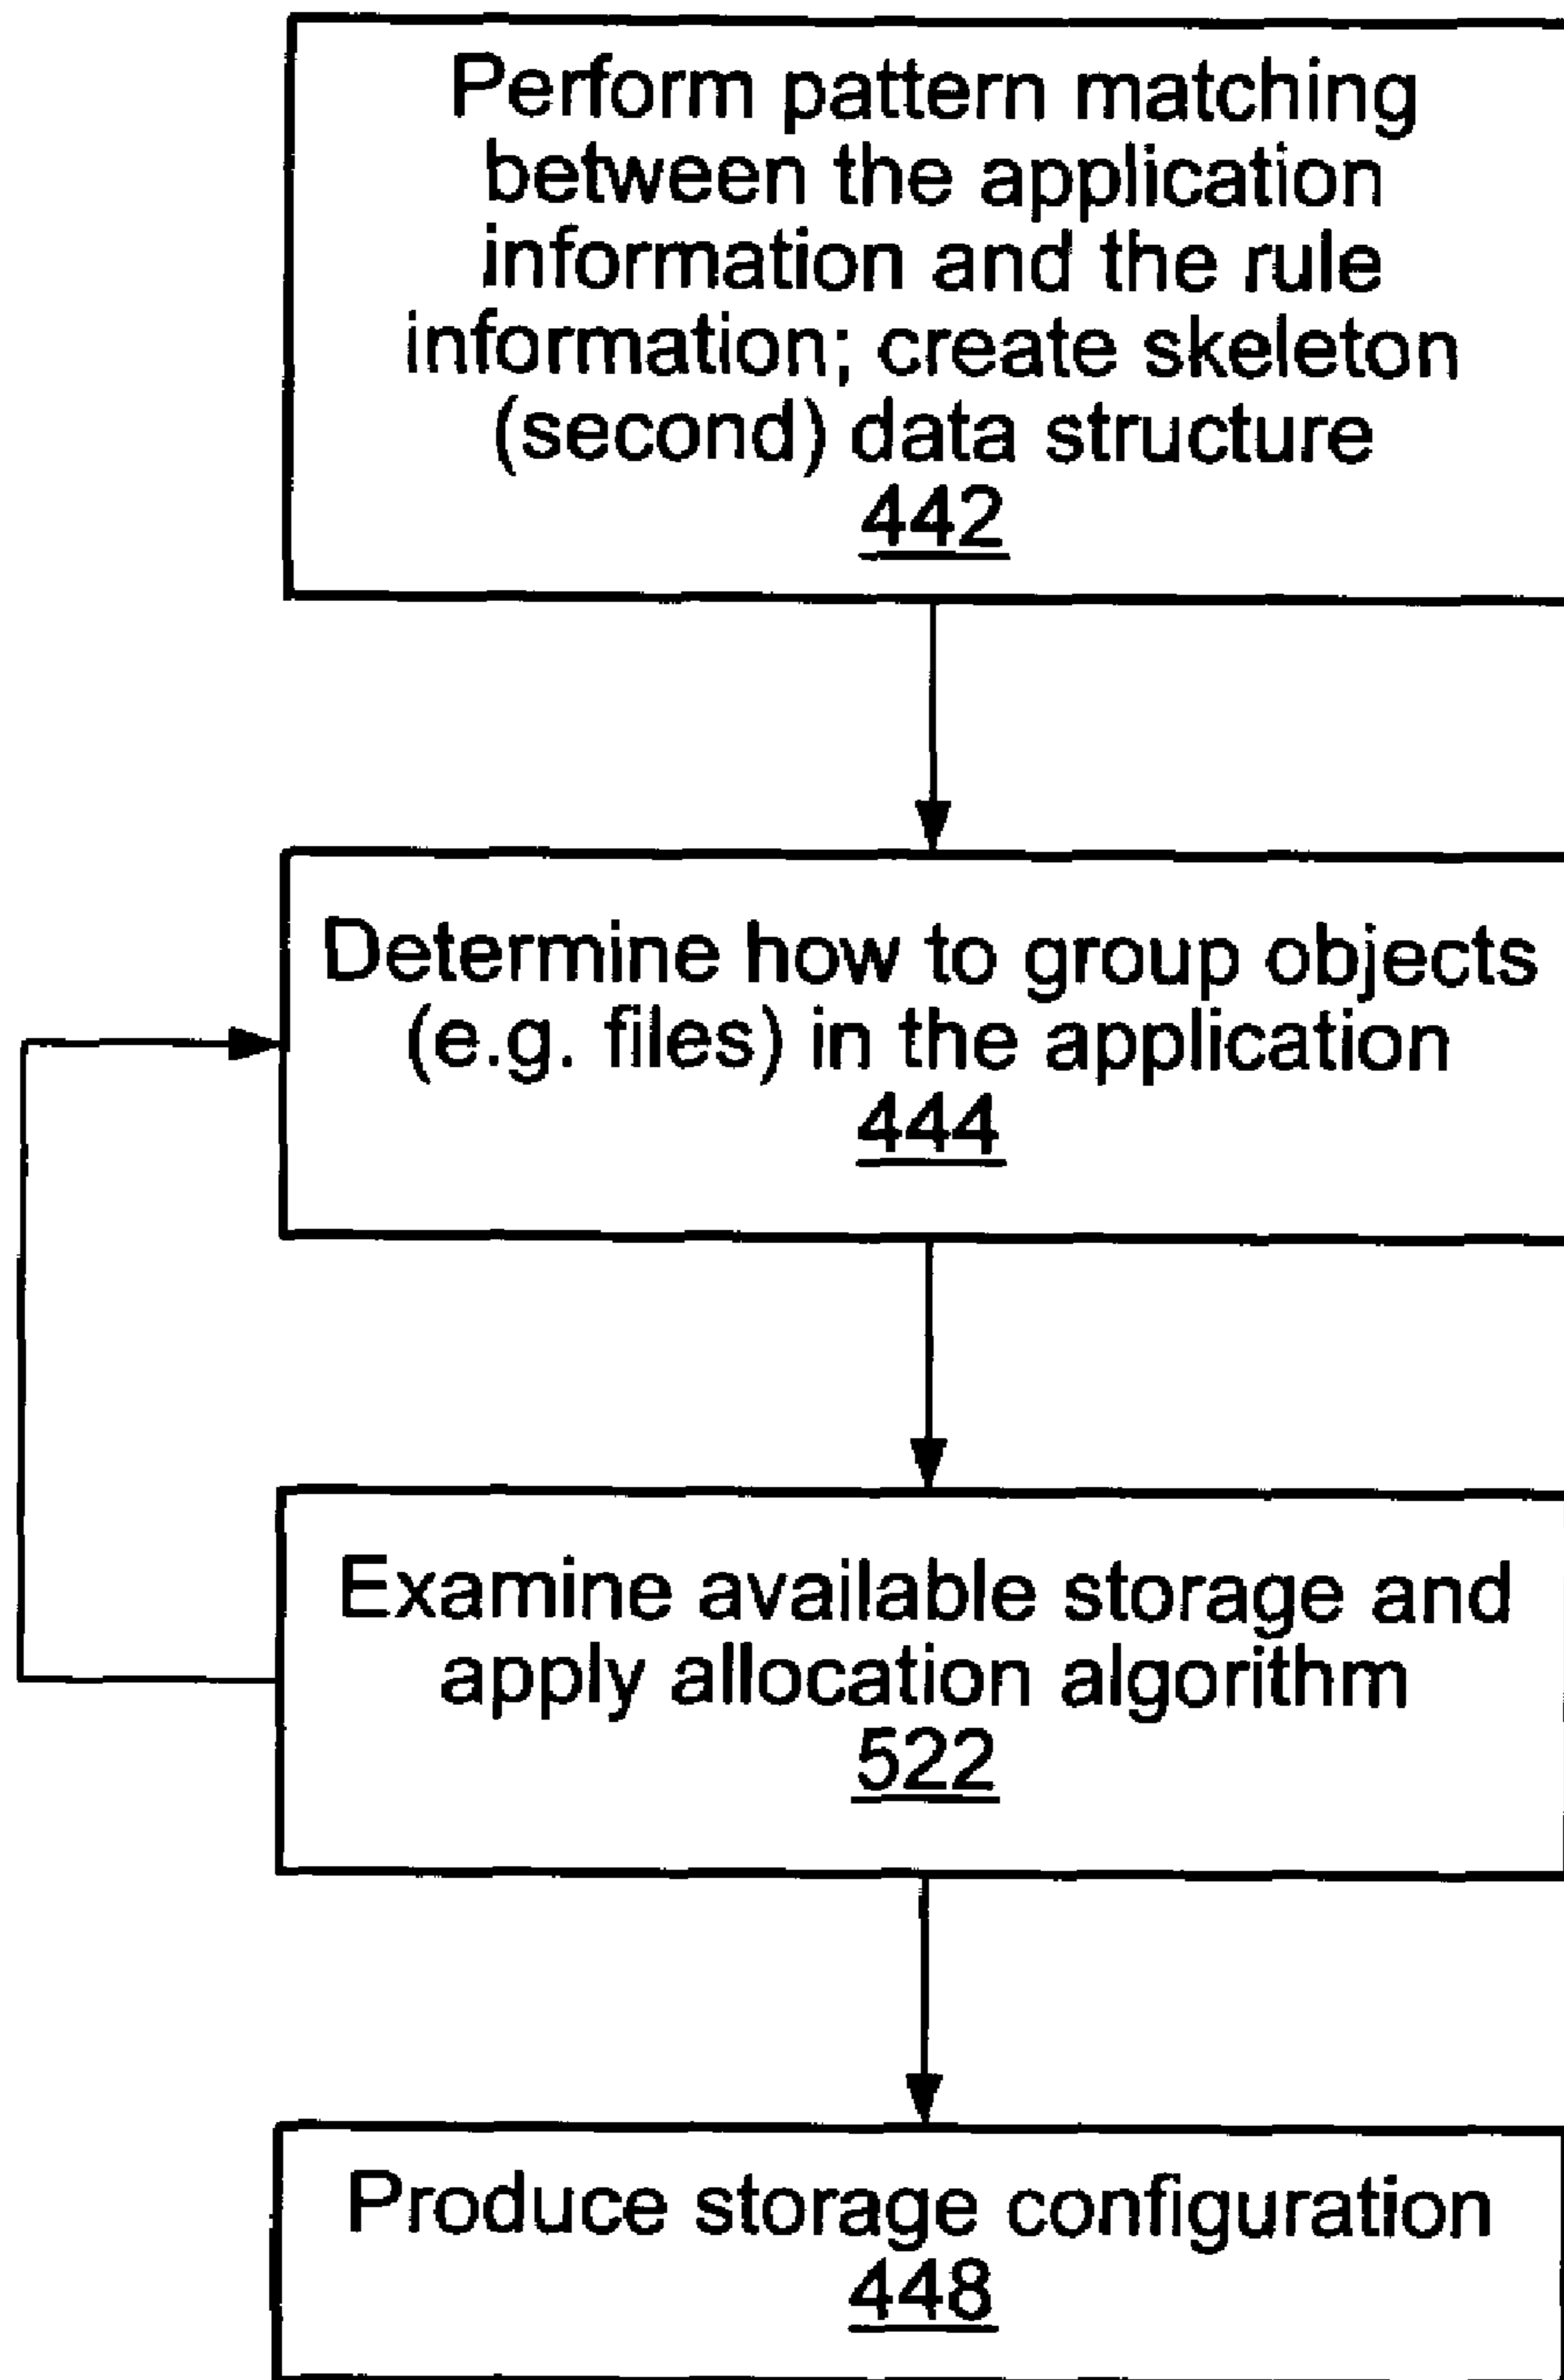 Perform pattern matching
between the application
information and the rule
information; create skeleton
(second) data structure
442
Determine how to group objects
(e.g. files) in the application
444
Examine available storage and
apply allocation algorithm
522
Produce storage configuration
448